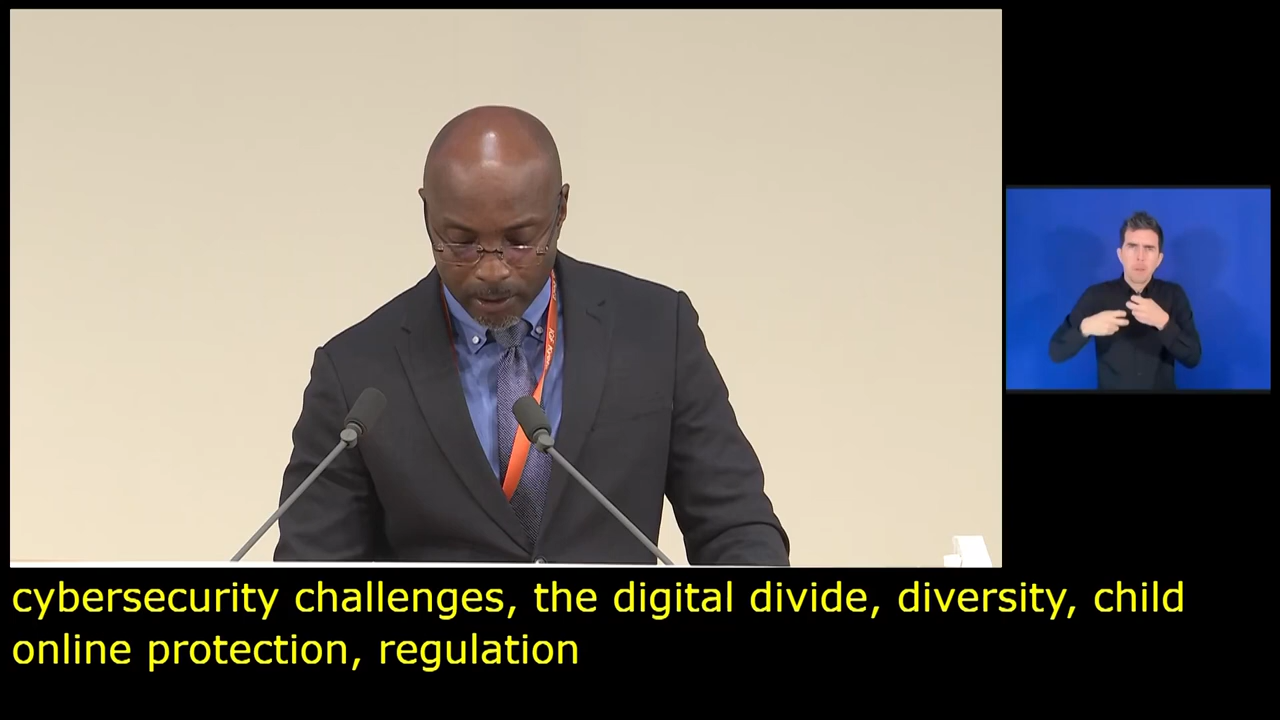 cybersecurity challenges, the digital divide, diversity, child
online protection, regulation